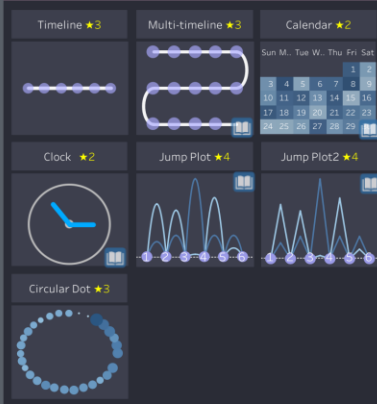 Timeline ★3
Multi-timeline ★3
Calendar ★2
Sun M.. Tue W.. Thu Fri Sat
1 2
3 4 5 6 7 8 9
10 11 12 13 14 15 16
17 18 19 20 21 22 23
24 25 26 27 28 29
Clock ★2
Jump Plot ★4
1 2 3 4 5 6
Jump Plot2 ★4
1 2 3 4 5 6
Circular Dot ★3